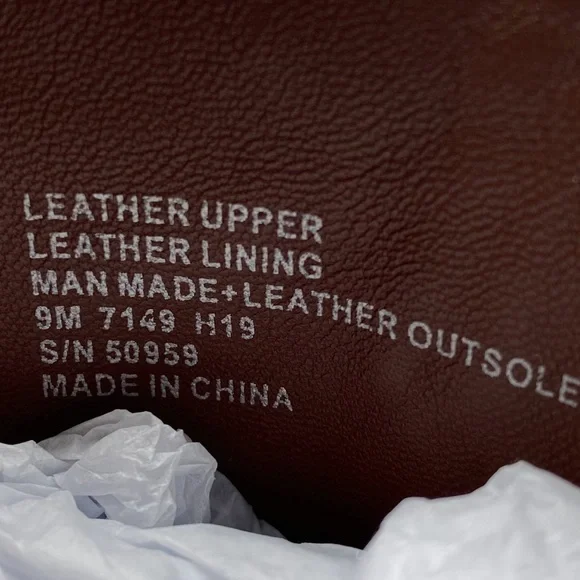 LEATHER UPPER
LEATHER LINING
MAN MADE+LEATHER OUTSOLE
9M 7149 H19
S/N 50959
MADE IN CHINA